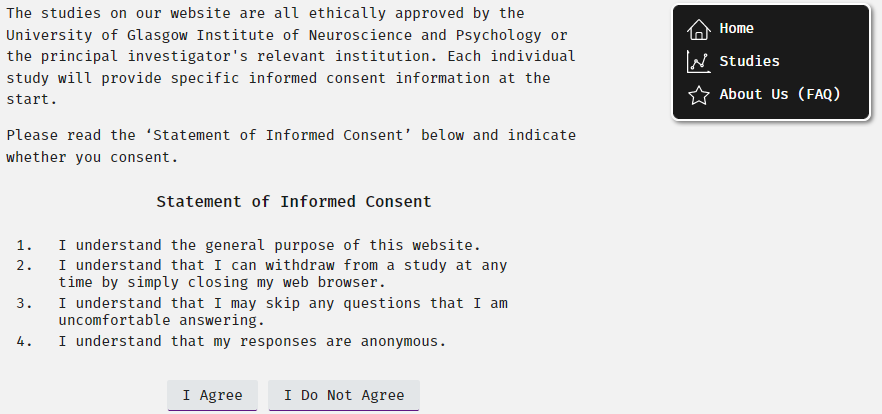 The studies on our website are all ethically approved by the
University of Glasgow Institute of Neuroscience and Psychology or
the principal investigator's relevant institution. Each individual
study will provide specific informed consent information at the
start.
Please read the ‘Statement of Informed Consent’ below and indicate
whether you consent.
Statement of Informed Consent
1. I understand the general purpose of this website.
2. I understand that I can withdraw from a study at any
time by simply closing my web browser.
3. I understand that I may skip any questions that I am
uncomfortable answering.
4. I understand that my responses are anonymous.
I Agree
I Do Not Agree
Home
Studies
About Us (FAQ)